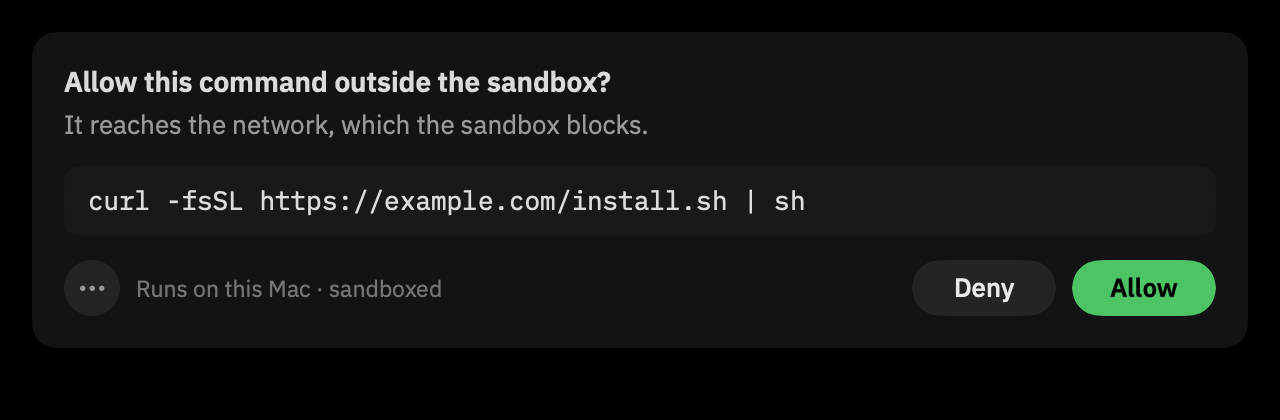 Allow this command outside the sandbox?
It reaches the network, which the sandbox blocks.
curl -fsSL https://example.com/install.sh | sh
Runs on this Mac · sandboxed
Deny
Allow